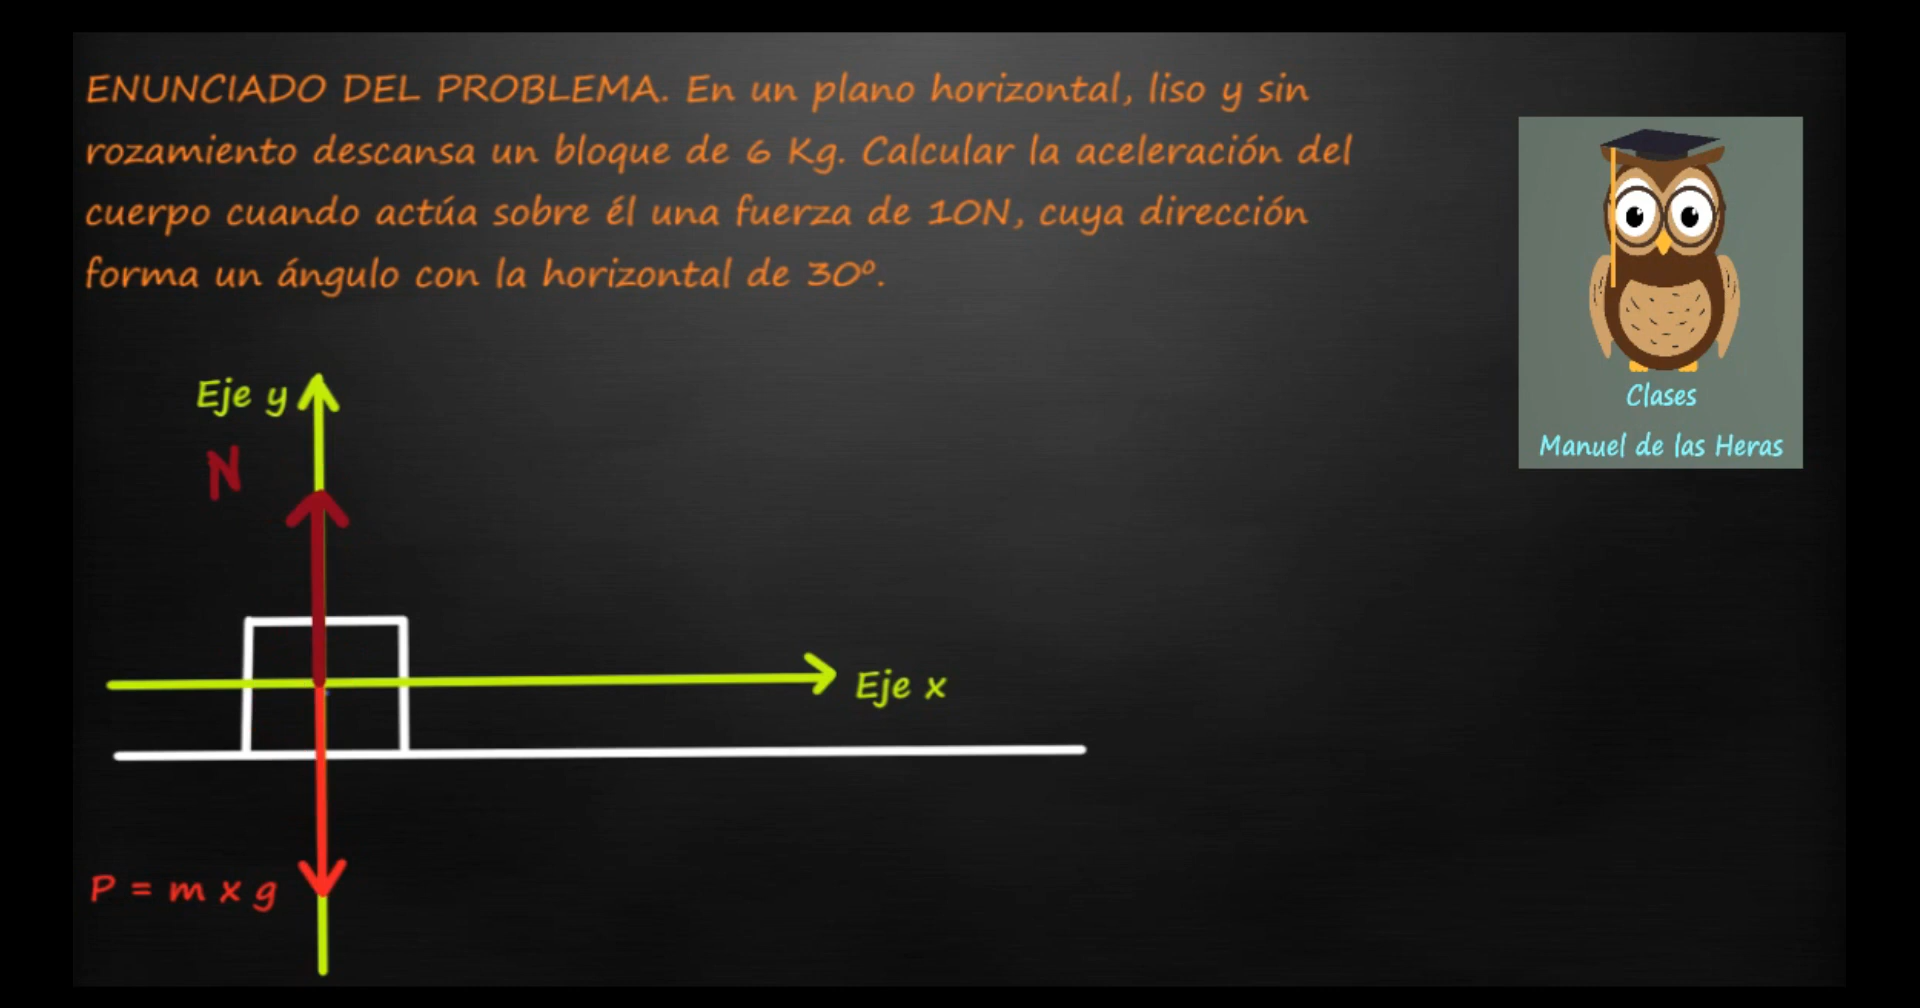 ENUNCIADO DEL PROBLEMA. En un plano horizontal, liso y sin
rozamiento descansa un bloque de 6 Kg. Calcular la aceleración del
cuerpo cuando actúa sobre él una fuerza de 10N, cuya dirección
forma un ángulo con la horizontal de 30º.
Eje y
N
Eje x
P = m x g
Clases
Manuel de las Heras